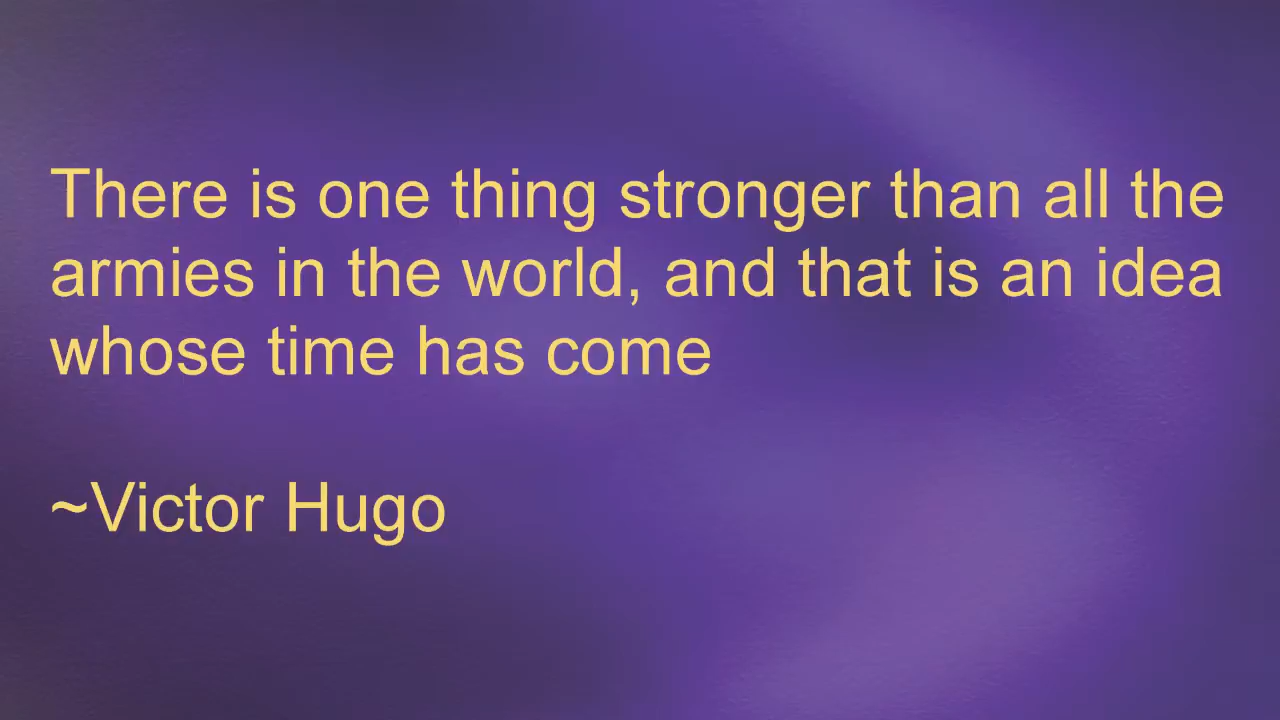 There is one thing stronger than all the
armies in the world, and that is an idea
whose time has come
~Victor Hugo